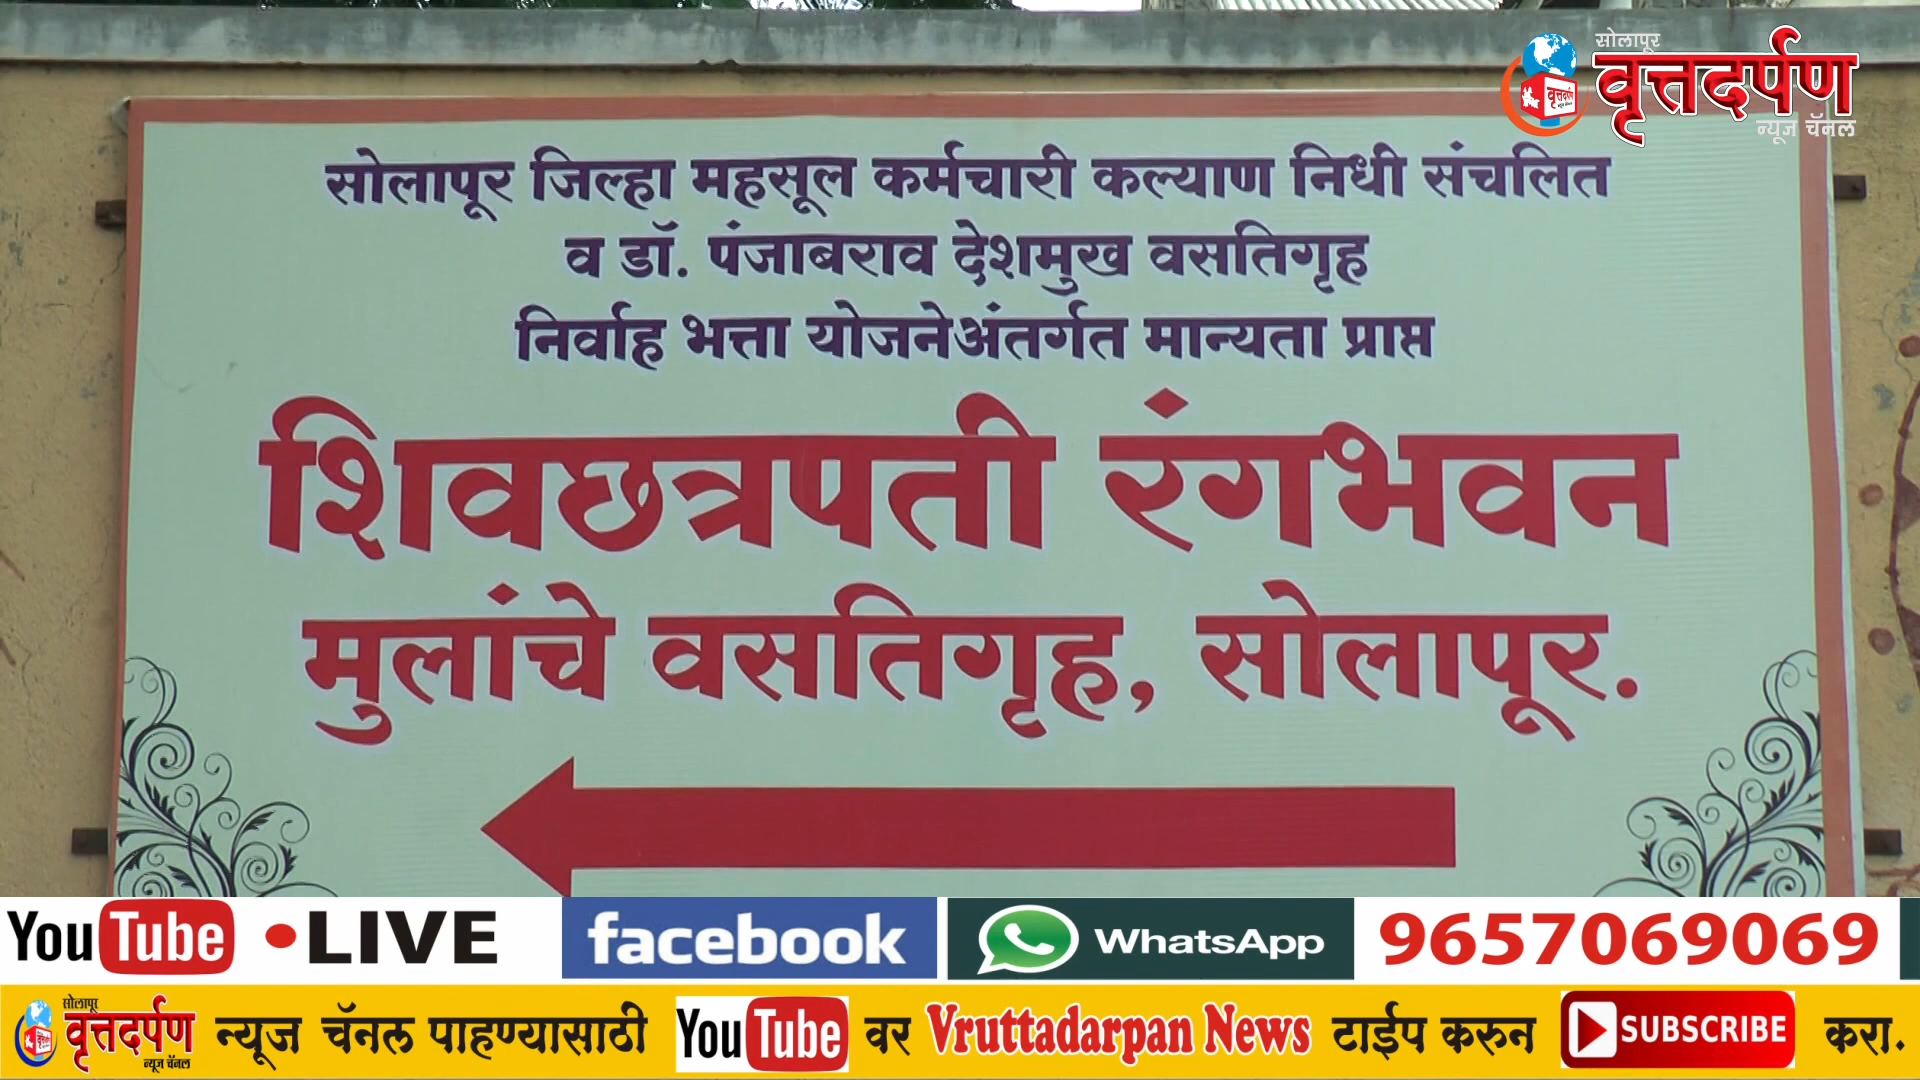 सोलापूर
वृत्तदर्पण
न्यूज चॅनल
सोलापूर जिल्हा महसूल कर्मचारी कल्याण निधी संचलित
व डॉ. पंजाबराव देशमुख वसतिगृह
निर्वाह भत्ता योजनेअंतर्गत मान्यता प्राप्त
शिवछत्रपती रंगभवन
मुलांचे वसतिगृह, सोलापूर.
YouTube LIVE facebook WhatsApp 9657069069
सोलापूर वृत्तदर्पण न्यूज चॅनल न्यूज चॅनल पाहण्यासाठी YouTube वर Vruttadarpan News टाईप करुन SUBSCRIBE करा.